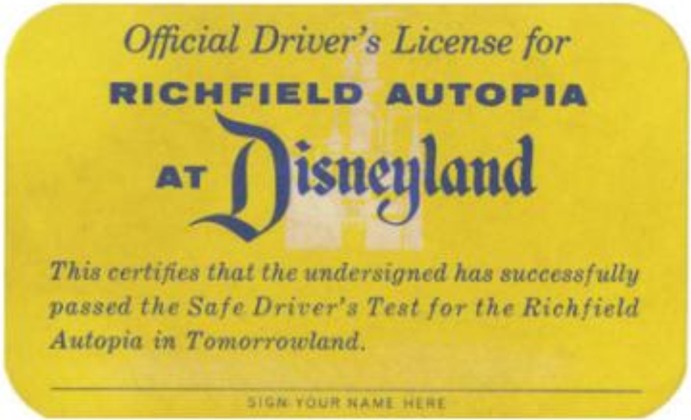 Official Driver's License for
RICHFIELD AUTOPIA
AT Disneyland
This certifies that the undersigned has successfully
passed the Safe Driver's Test for the Richfield
Autopia in Tomorrowland.
SIGN YOUR NAME HERE